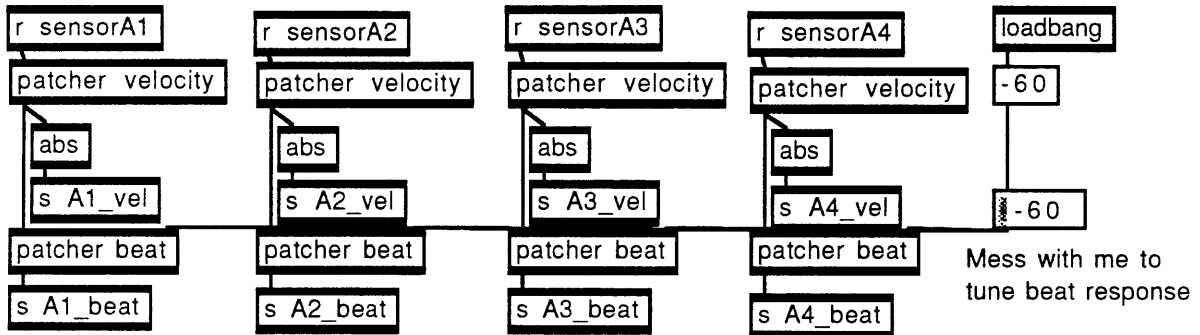 r sensorA1
patcher velocity
abs
s A1_vel
patcher beat
s A1_beat
r sensorA2
patcher velocity
abs
s A2_vel
patcher beat
s A2_beat
r sensorA3
patcher velocity
abs
s A3_vel
patcher beat
s A3_beat
r sensorA4
patcher velocity
abs
s A4_vel
patcher beat
s A4_beat
loadbang
-60
-60
Mess with me to
tune beat response